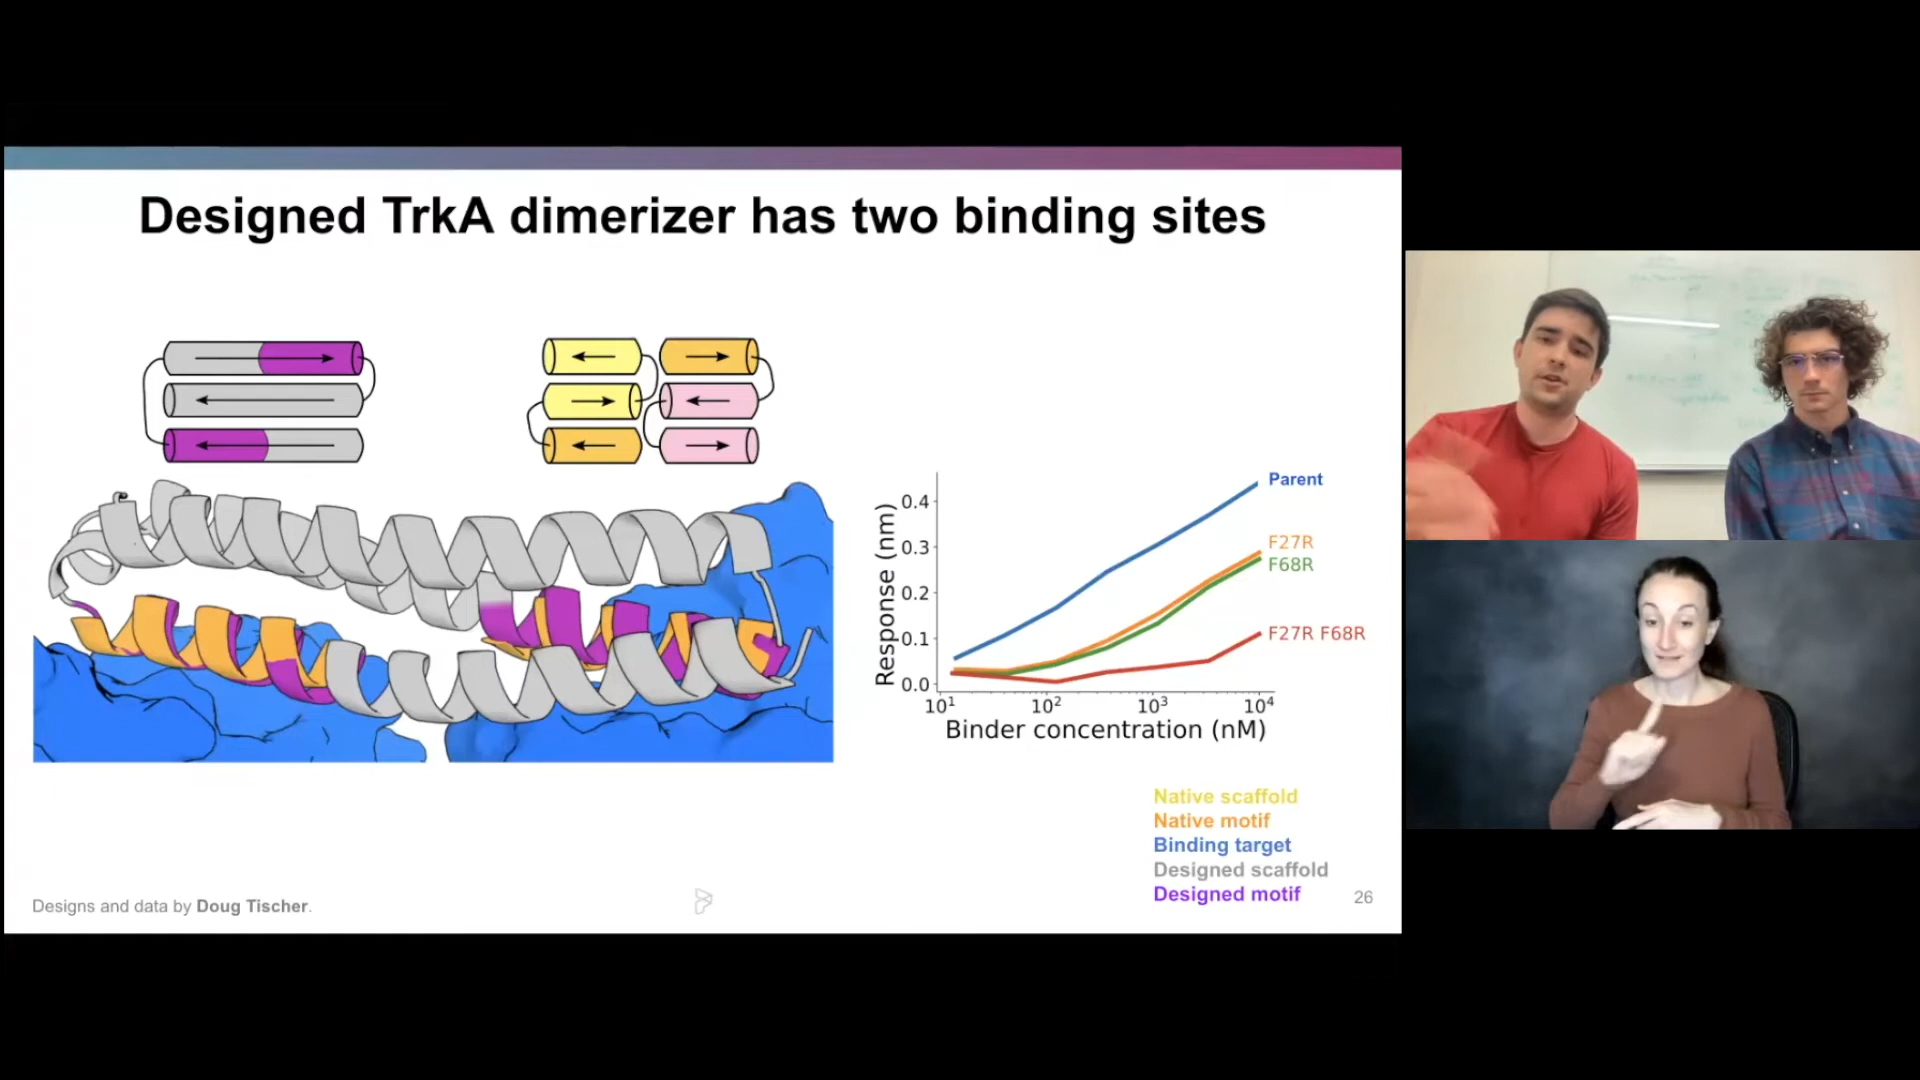 Designed TrkA dimerizer has two binding sites
Response (nm)
0.4
0.3
0.2
0.1
0.0
10¹ 10² 10³ 10⁴
Binder concentration (nM)
Parent
F27R
F68R
F27R F68R
Native scaffold
Native motif
Binding target
Designed scaffold
Designed motif
Designs and data by Doug Tischer.
26